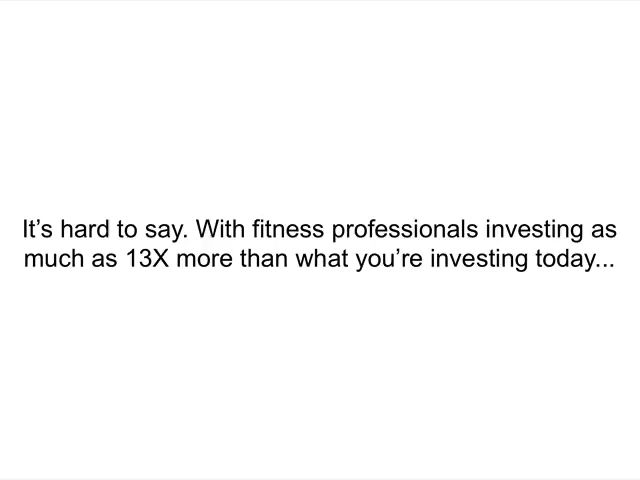 It’s hard to say. With fitness professionals investing as
much as 13X more than what you’re investing today...